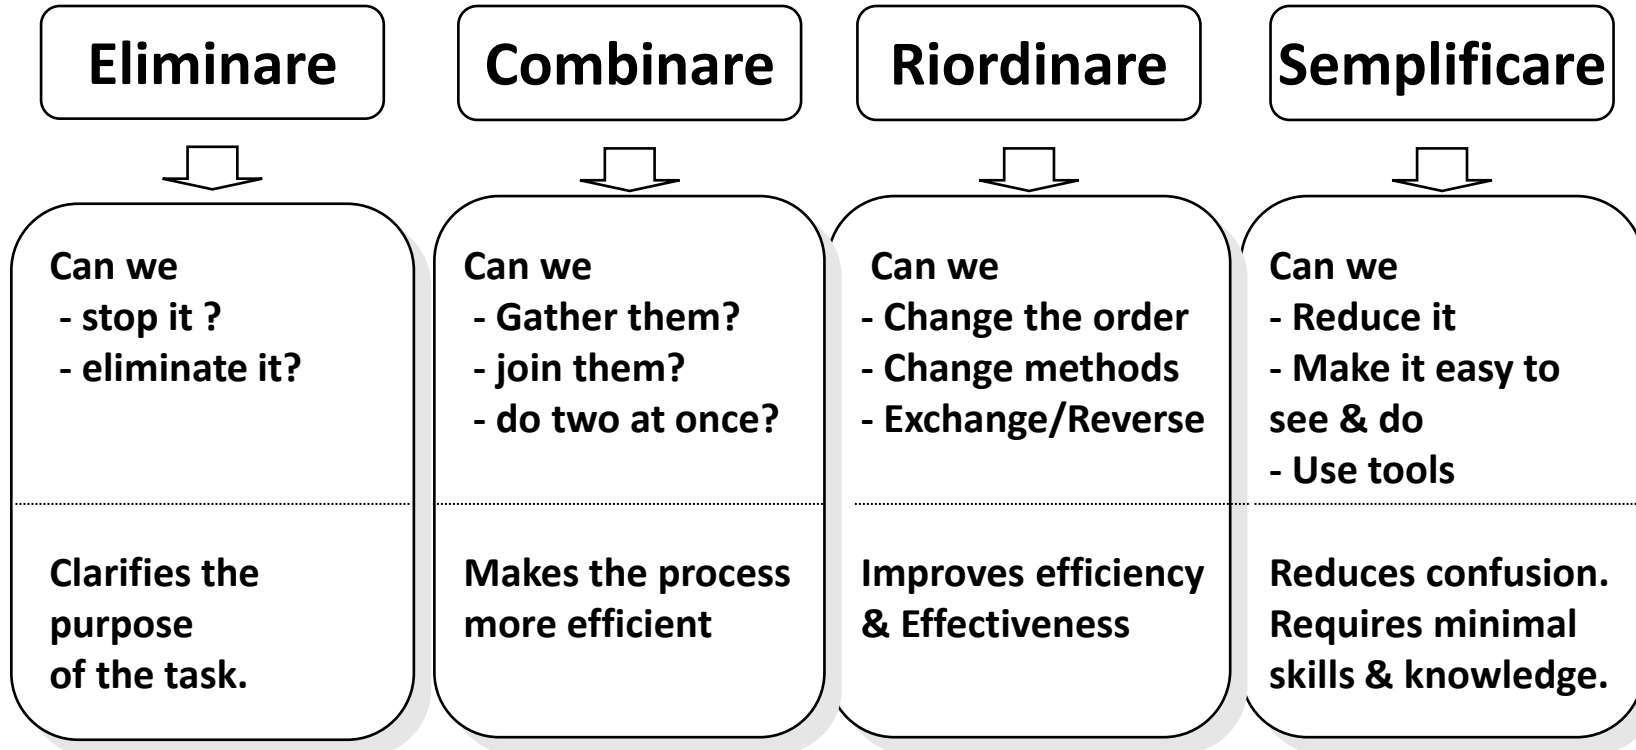 Eliminare
Combinare
Riordinare
Semplificare
Can we
- stop it ?
- eliminate it?
Clarifies the
purpose
of the task.
Can we
- Gather them?
- join them?
- do two at once?
Makes the process
more efficient
Can we
- Change the order
- Change methods
- Exchange/Reverse
Improves efficiency
& Effectiveness
Can we
- Reduce it
- Make it easy to
see & do
- Use tools
Reduces confusion.
Requires minimal
skills & knowledge.